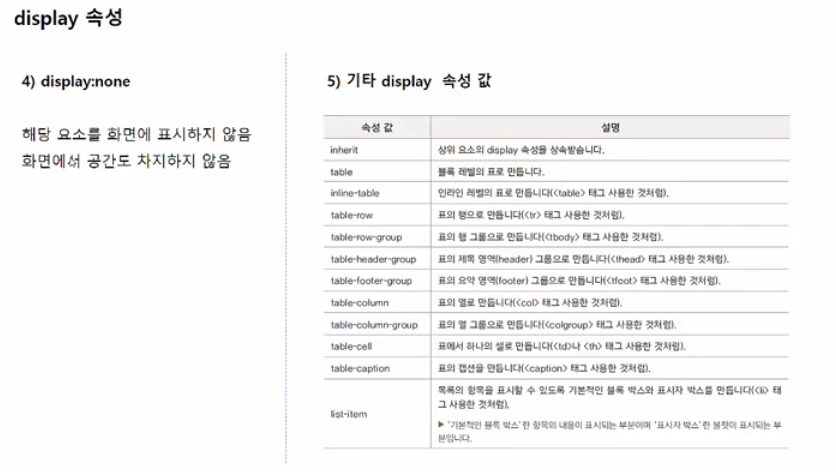 display 속성
4) display:none
해당 요소를 화면에 표시하지 않음
화면에서 공간도 차지하지 않음
5) 기타 display 속성 값
속성 값 설명
inherit 상위 요소의 display 속성을 상속받습니다.
table 블록 레벨의 표로 만듭니다.
inline-table 인라인 레벨의 표로 만듭니다(<table> 태그 사용한 것처럼).
table-row 표의 행으로 만듭니다(<tr> 태그 사용한 것처럼).
table-row-group 표의 행 그룹으로 만듭니다(<tbody> 태그 사용한 것처럼).
table-header-group 표의 제목 영역(header) 그룹으로 만듭니다(<thead> 태그 사용한 것처럼).
table-footer-group 표의 요약 영역(footer) 그룹으로 만듭니다(<tfoot> 태그 사용한 것처럼).
table-column 표의 열로 만듭니다(<col> 태그 사용한 것처럼).
table-column-group 표의 열 그룹으로 만듭니다(<colgroup> 태그 사용한 것처럼).
table-cell 표에서 하나의 셀로 만듭니다(<td>나 <th> 태그 사용한 것처럼).
table-caption 표의 캡션을 만듭니다(<caption> 태그 사용한 것처럼).
list-item 목록의 항목을 표시할 수 있도록 기본적인 블록 박스와 표시자 박스를 만듭니다(<li> 태
그 사용한 것처럼).
▶ '기본적인 블록 박스'란 항목의 내용이 표시되는 부분이며 '표시자 박스'란 불릿이 표시되는 부
분입니다.